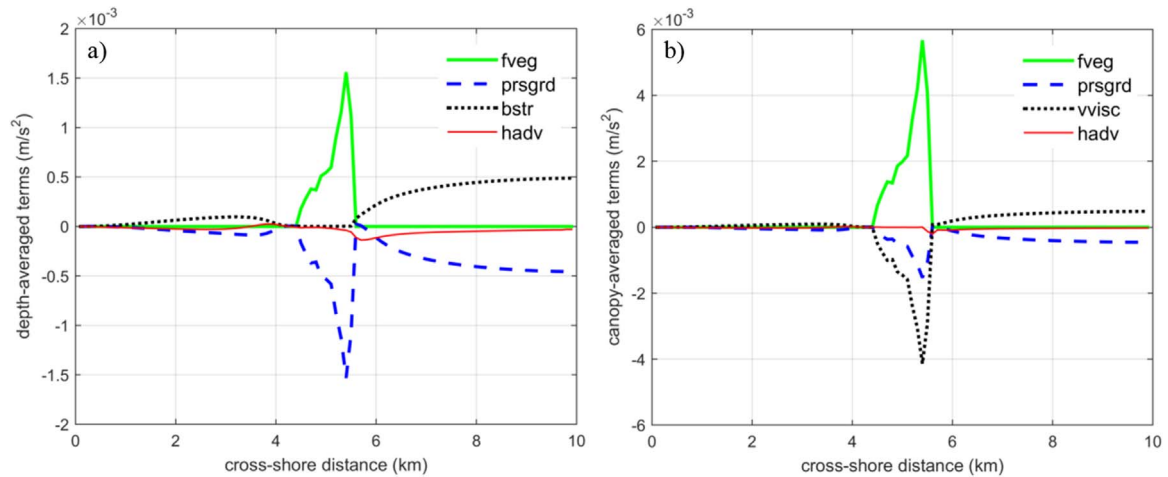 ×10⁻³
a)
fveg
prsgrd
bstr
hadv
2
1.5
1
0.5
0
-0.5
-1
-1.5
-2
0 2 4 6 8 10
depth-averaged terms (m/s²)
cross-shore distance (km)
×10⁻³
b)
fveg
prsgrd
vvisc
hadv
6
4
2
0
-2
-4
-6
0 2 4 6 8 10
canopy-averaged terms (m/s²)
cross-shore distance (km)